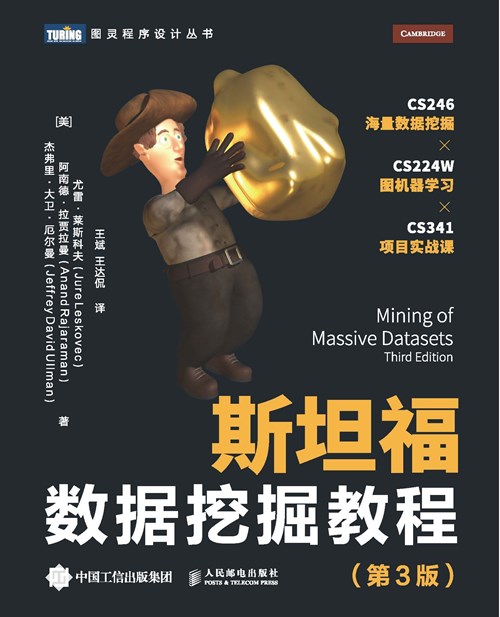 TURING
图灵程序设计丛书
CAMBRIDGE
CS246
海量数据挖掘
×
CS224W
图机器学习
×
CS341
项目实战课
[美]
尤雷·莱斯科夫(Jure Leskovec)
阿南德·拉贾拉曼(Anand Rajaraman)
杰弗里·大卫·厄尔曼(Jeffrey David Ullman)
著
王斌 王达侃 译
Mining of
Massive Datasets
Third Edition
斯坦福
数据挖掘教程
(第3版)
中国工信出版集团
人民邮电出版社
POSTS & TELECOM PRESS